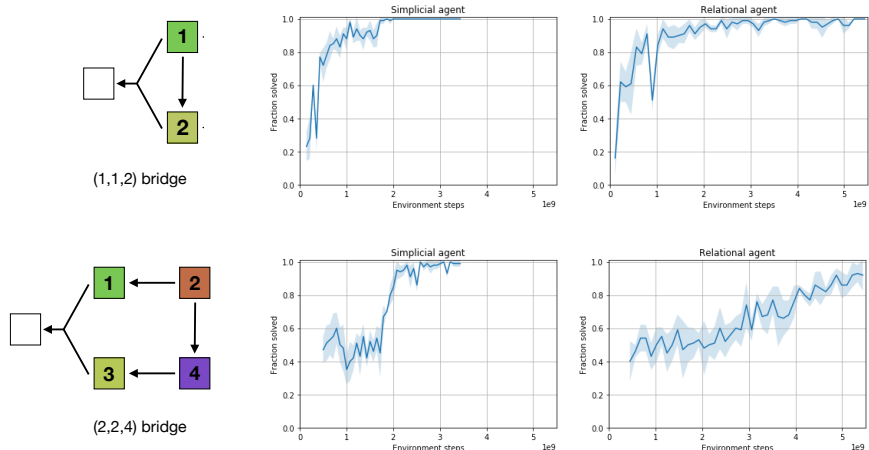 1
2
(1,1,2) bridge
Simplicial agent
Fraction solved
1.0
0.8
0.6
0.4
0.2
0.0
0 1 2 3 4 5
1e9
Environment steps
Relational agent
Fraction solved
1.0
0.8
0.6
0.4
0.2
0.0
0 1 2 3 4 5
1e9
Environment steps
1 2
3 4
(2,2,4) bridge
Simplicial agent
Fraction solved
1.0
0.8
0.6
0.4
0.2
0.0
0 1 2 3 4 5
1e9
Environment steps
Relational agent
Fraction solved
1.0
0.8
0.6
0.4
0.2
0.0
0 1 2 3 4 5
1e9
Environment steps